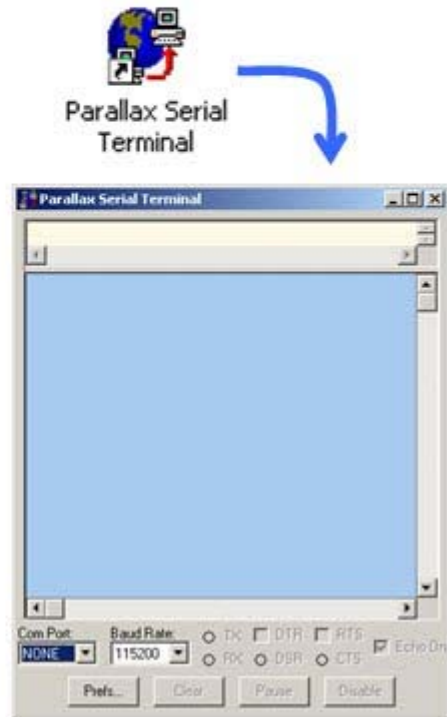 Parallax Serial
Terminal
Parallax Serial Terminal
Com Port:
Baud Rate:
TX DTR RTS
NONE
115200
RX DSR CTS
Echo On
Prefs...
Clear
Pause
Disable